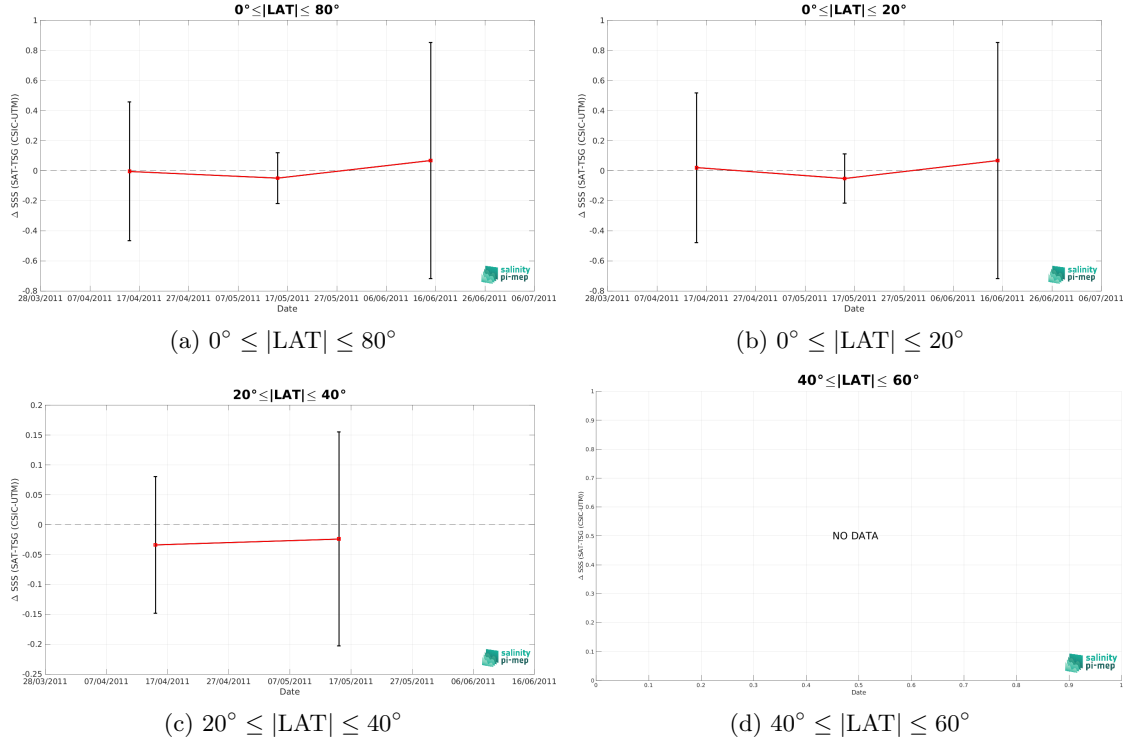 0°≤|LAT|≤ 80°
1
0.8
0.6
0.4
0.2
0
-0.2
-0.4
-0.6
-0.8
Δ SSS (SAT-TSG (CSIC-UTM))
28/03/2011 07/04/2011 17/04/2011 27/04/2011 07/05/2011 17/05/2011 27/05/2011 06/06/2011 16/06/2011 26/06/2011 06/07/2011
Date
salinity
pi-mep
(a) 0° ≤ |LAT| ≤ 80°
0°≤|LAT|≤ 20°
1
0.8
0.6
0.4
0.2
0
-0.2
-0.4
-0.6
-0.8
Δ SSS (SAT-TSG (CSIC-UTM))
28/03/2011 07/04/2011 17/04/2011 27/04/2011 07/05/2011 17/05/2011 27/05/2011 06/06/2011 16/06/2011 26/06/2011 06/07/2011
Date
salinity
pi-mep
(b) 0° ≤ |LAT| ≤ 20°
20°≤|LAT|≤ 40°
0.2
0.15
0.1
0.05
0
-0.05
-0.1
-0.15
-0.2
-0.25
Δ SSS (SAT-TSG (CSIC-UTM))
28/03/2011 07/04/2011 17/04/2011 27/04/2011 07/05/2011 17/05/2011 27/05/2011 06/06/2011 16/06/2011
Date
salinity
pi-mep
(c) 20° ≤ |LAT| ≤ 40°
40°≤|LAT|≤ 60°
1
0.9
0.8
0.7
0.6
0.5
0.4
0.3
0.2
0.1
0
Δ SSS (SAT-TSG (CSIC-UTM))
NO DATA
0 0.1 0.2 0.3 0.4 0.5 0.6 0.7 0.8 0.9 1
Date
salinity
pi-mep
(d) 40° ≤ |LAT| ≤ 60°